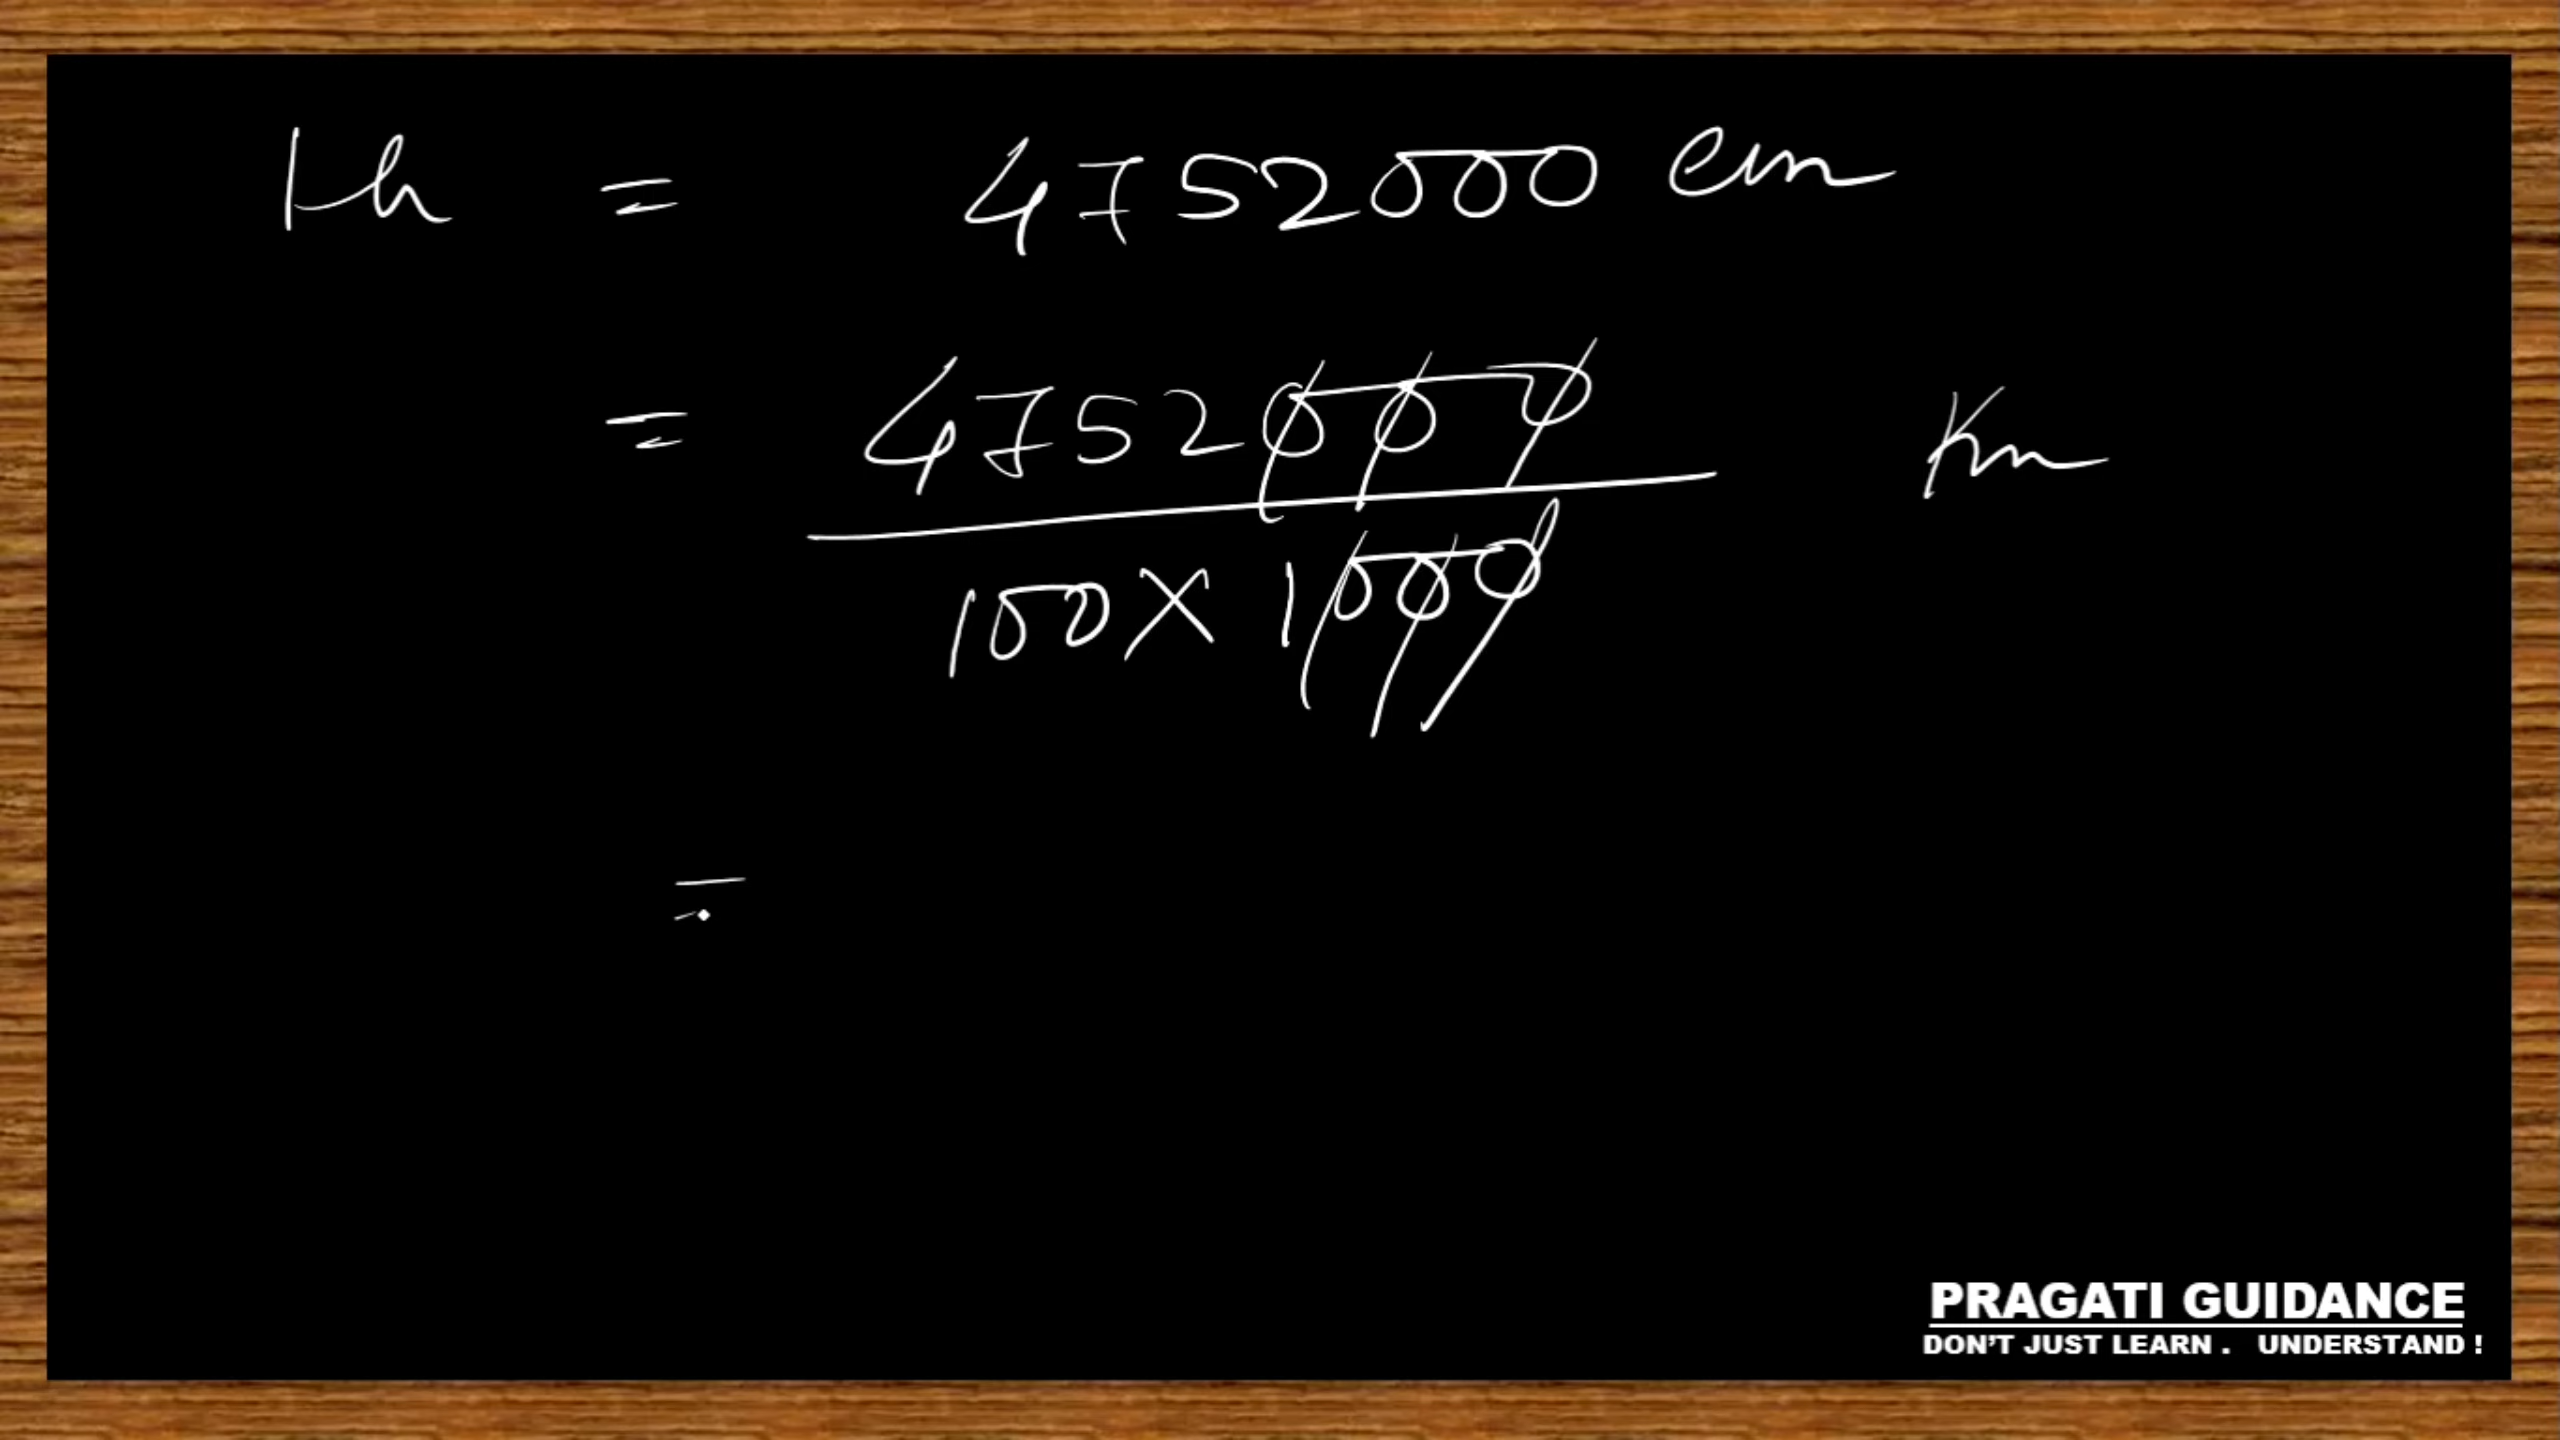 1h = 4752000 cm
= 4752000 Km
100 X 1000
=
PRAGATI GUIDANCE
DON'T JUST LEARN . UNDERSTAND !